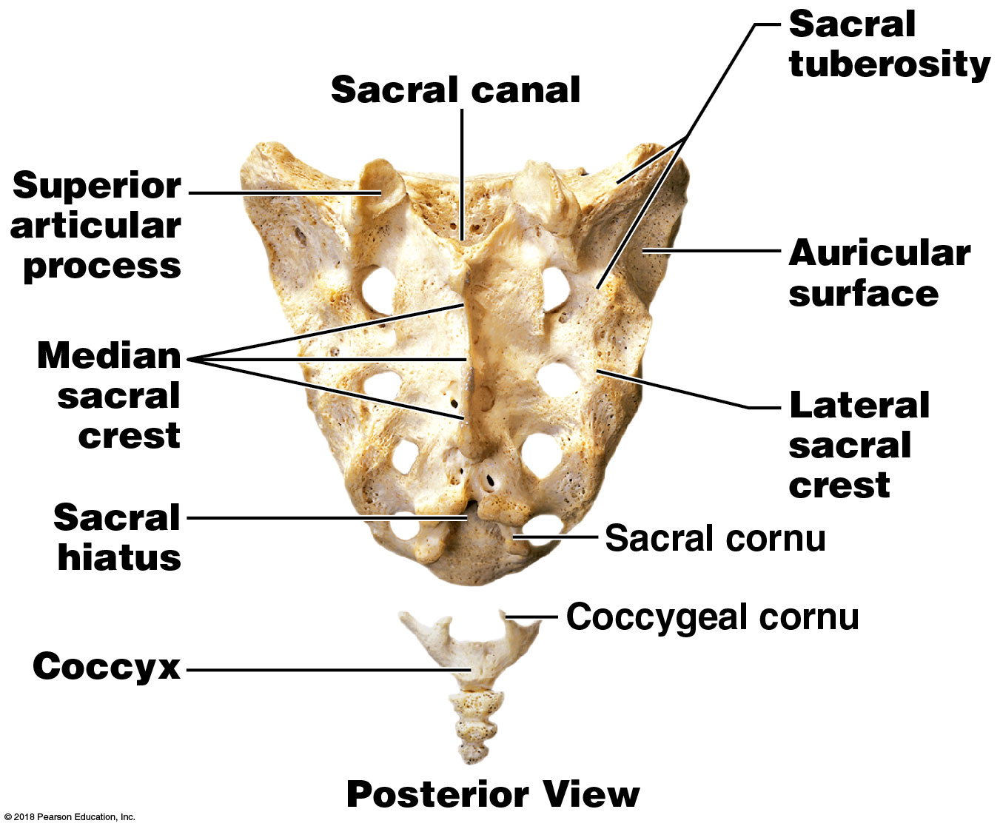 Sacral
tuberosity
Sacral canal
Superior
articular
process
Auricular
surface
Median
sacral
crest
Lateral
sacral
crest
Sacral
hiatus
Sacral cornu
Coccygeal cornu
Coccyx
Posterior View
© 2018 Pearson Education, Inc.